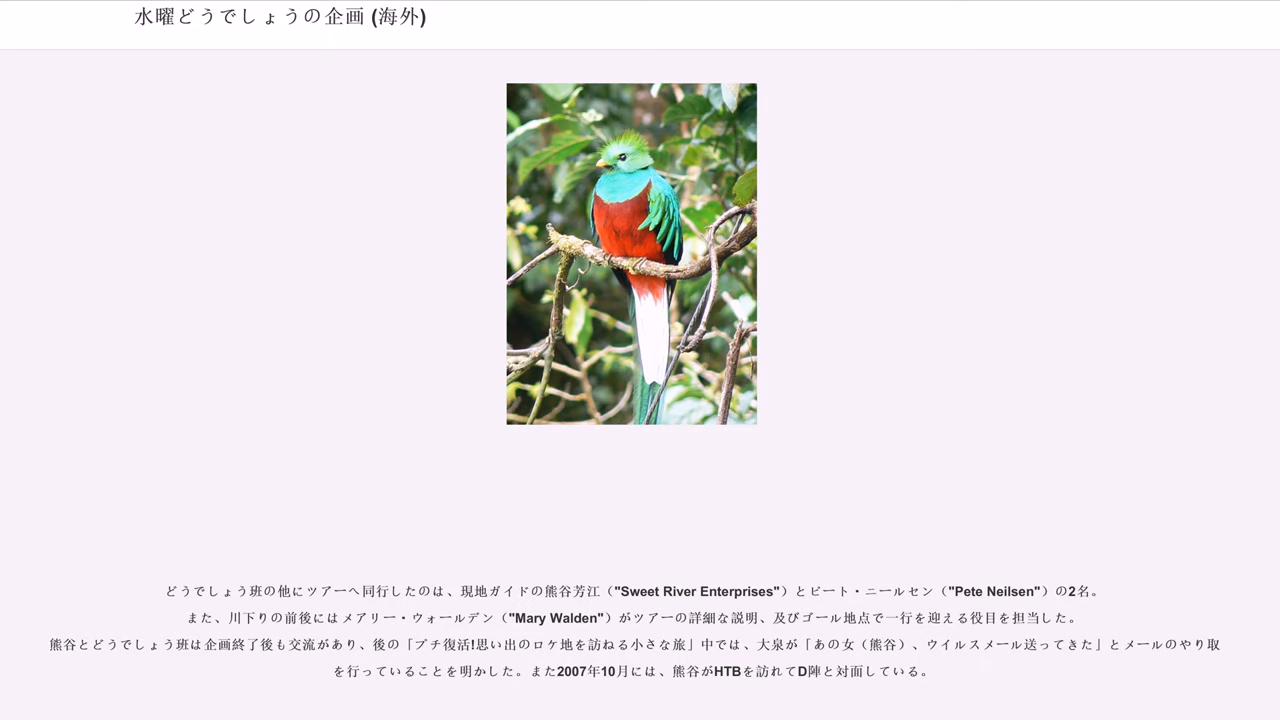 水曜どうでしょうの企画 (海外)
どうでしょう班の他にツアーへ同行したのは、現地ガイドの熊谷芳江（"Sweet River Enterprises"）とピート・ニールセン（"Pete Neilsen"）の2名。
また、川下りの前後にはメアリー・ウォールデン（"Mary Walden"）がツアーの詳細な説明、及びゴール地点で一行を迎える役目を担当した。
熊谷とどうでしょう班は企画終了後も交流があり、後の「プチ復活!思い出のロケ地を訪ねる小さな旅」中では、大泉が「あの女（熊谷）、ウイルスメール送ってきた」とメールのやり取
を行っていることを明かした。また2007年10月には、熊谷がHTBを訪れてD陣と対面している。